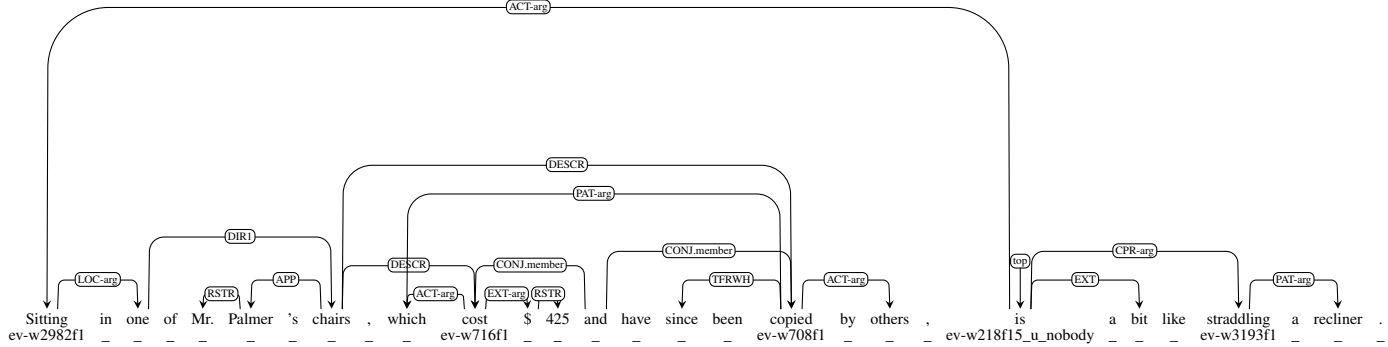 ACT-arg
DESCR
PAT-arg
DIR1
CONJ.member CPR-arg
top
DESCR CONJ.member
LOC-arg APP TFRWH ACT-arg EXT PAT-arg
RSTR ACT-arg EXT-arg RSTR
Sitting in one of Mr. Palmer 's chairs , which cost $ 425 and have since been copied by others , is a bit like straddling a recliner .
ev-w2982f1 _ _ _ _ _ _ _ _ _ ev-w716f1 _ _ _ _ _ _ ev-w708f1 _ _ _ ev-w218f15_u_nobody _ _ _ ev-w3193f1 _ _ _